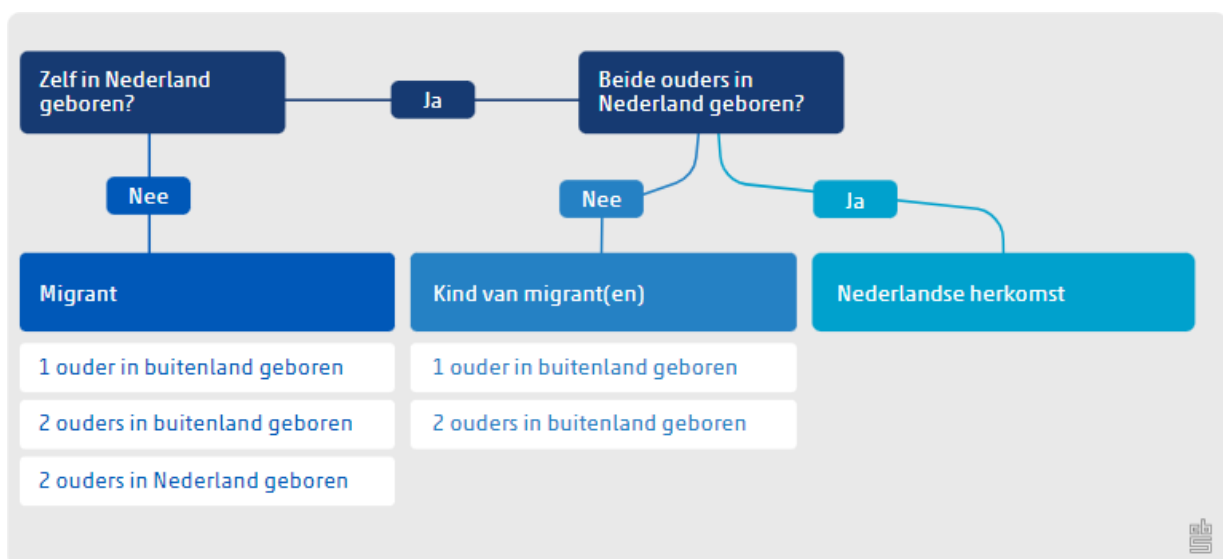 Zelf in Nederland
geboren?
Ja
Beide ouders in
Nederland geboren?
Nee
Nee
Ja
Migrant
Kind van migrant(en)
Nederlandse herkomst
1 ouder in buitenland geboren
1 ouder in buitenland geboren
2 ouders in buitenland geboren
2 ouders in buitenland geboren
2 ouders in Nederland geboren
cbs